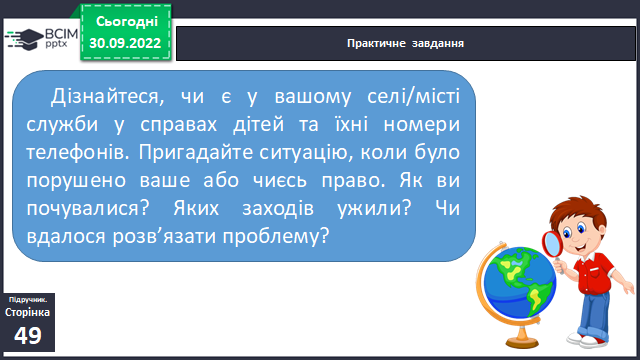 Сьогодні
30.09.2022
ВСІМ
pptx
Практичне завдання
Дізнайтеся, чи є у вашому селі/місті
служби у справах дітей та їхні номери
телефонів. Пригадайте ситуацію, коли було
порушено ваше або чиєсь право. Як ви
почувалися? Яких заходів ужили? Чи
вдалося розв’язати проблему?
Підручник.
Сторінка
49